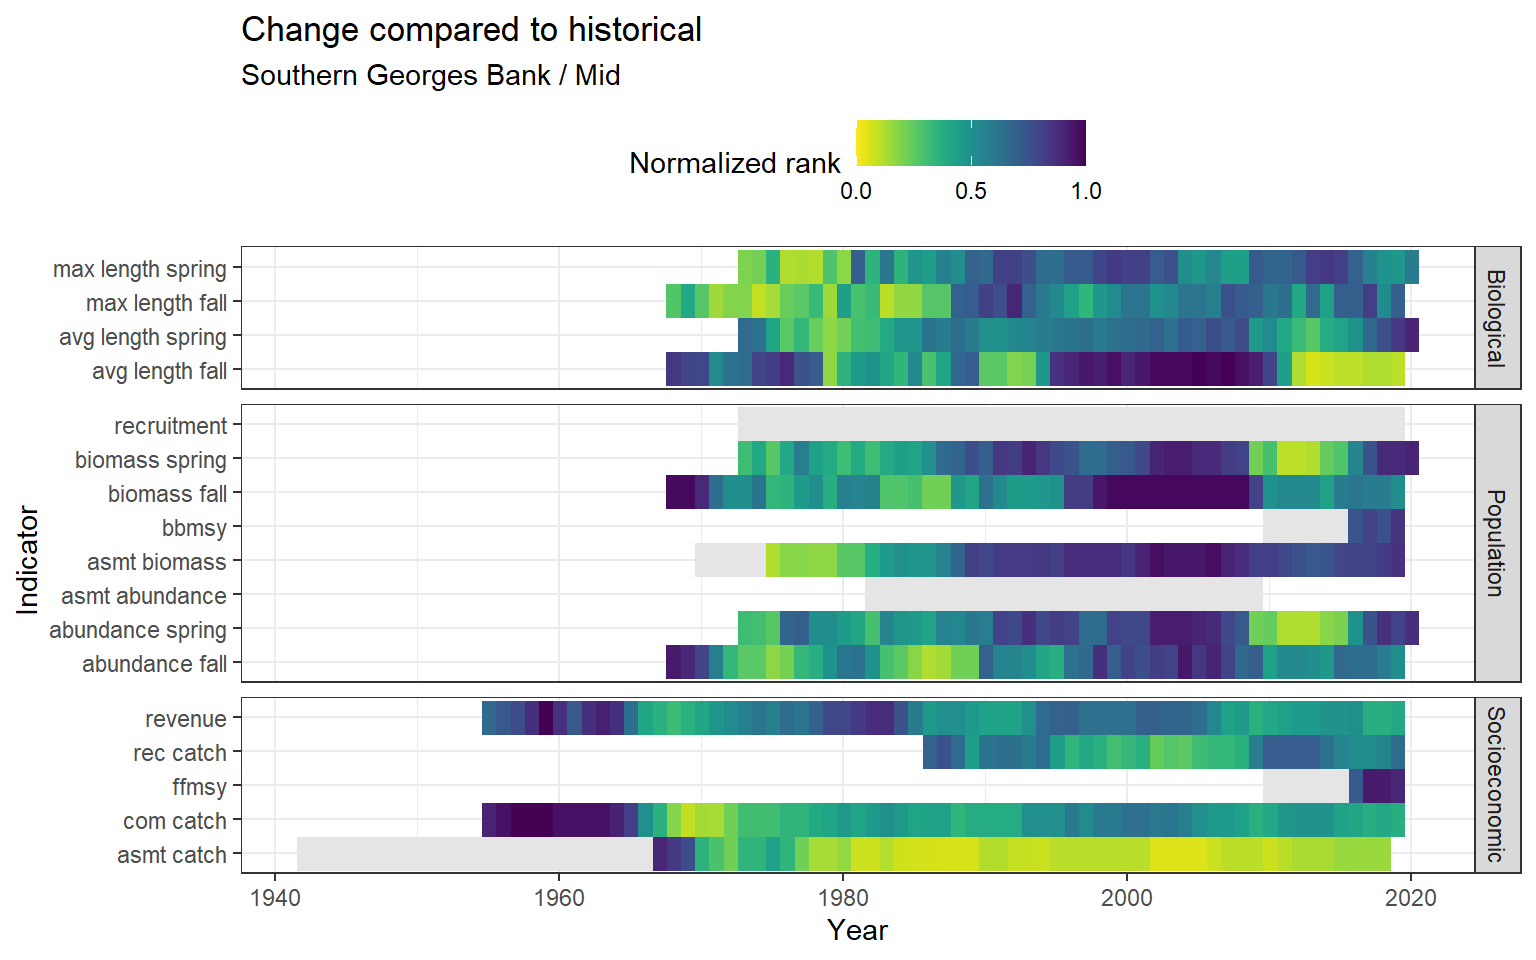 Change compared to historical
Southern Georges Bank / Mid
Normalized rank
0.0 0.5 1.0
max length spring
max length fall
avg length spring
avg length fall
Biological
recruitment
biomass spring
biomass fall
bbmsy
asmt biomass
asmt abundance
abundance spring
abundance fall
Population
revenue
rec catch
ffmsy
com catch
asmt catch
Socioeconomic
Indicator
1940 1960 1980 2000 2020
Year